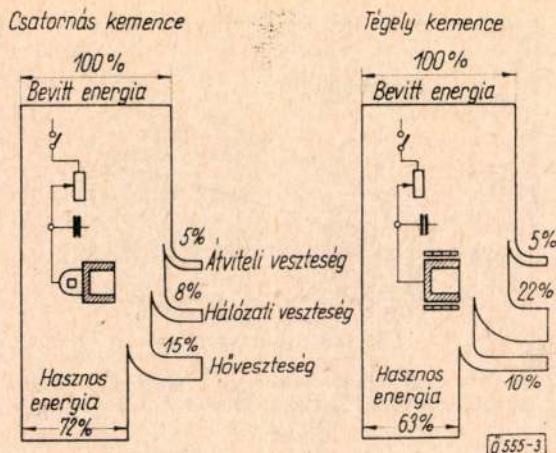 Csatornás kemence
100%
Bevitt energia
5%
Átviteli veszteség
8%
Hálózati veszteség
15%
Hőveszteség
Hasznos
energia
72%
Tégely kemence
100%
Bevitt energia
5%
22%
10%
Hasznos
energia
63%
Ö 555-3